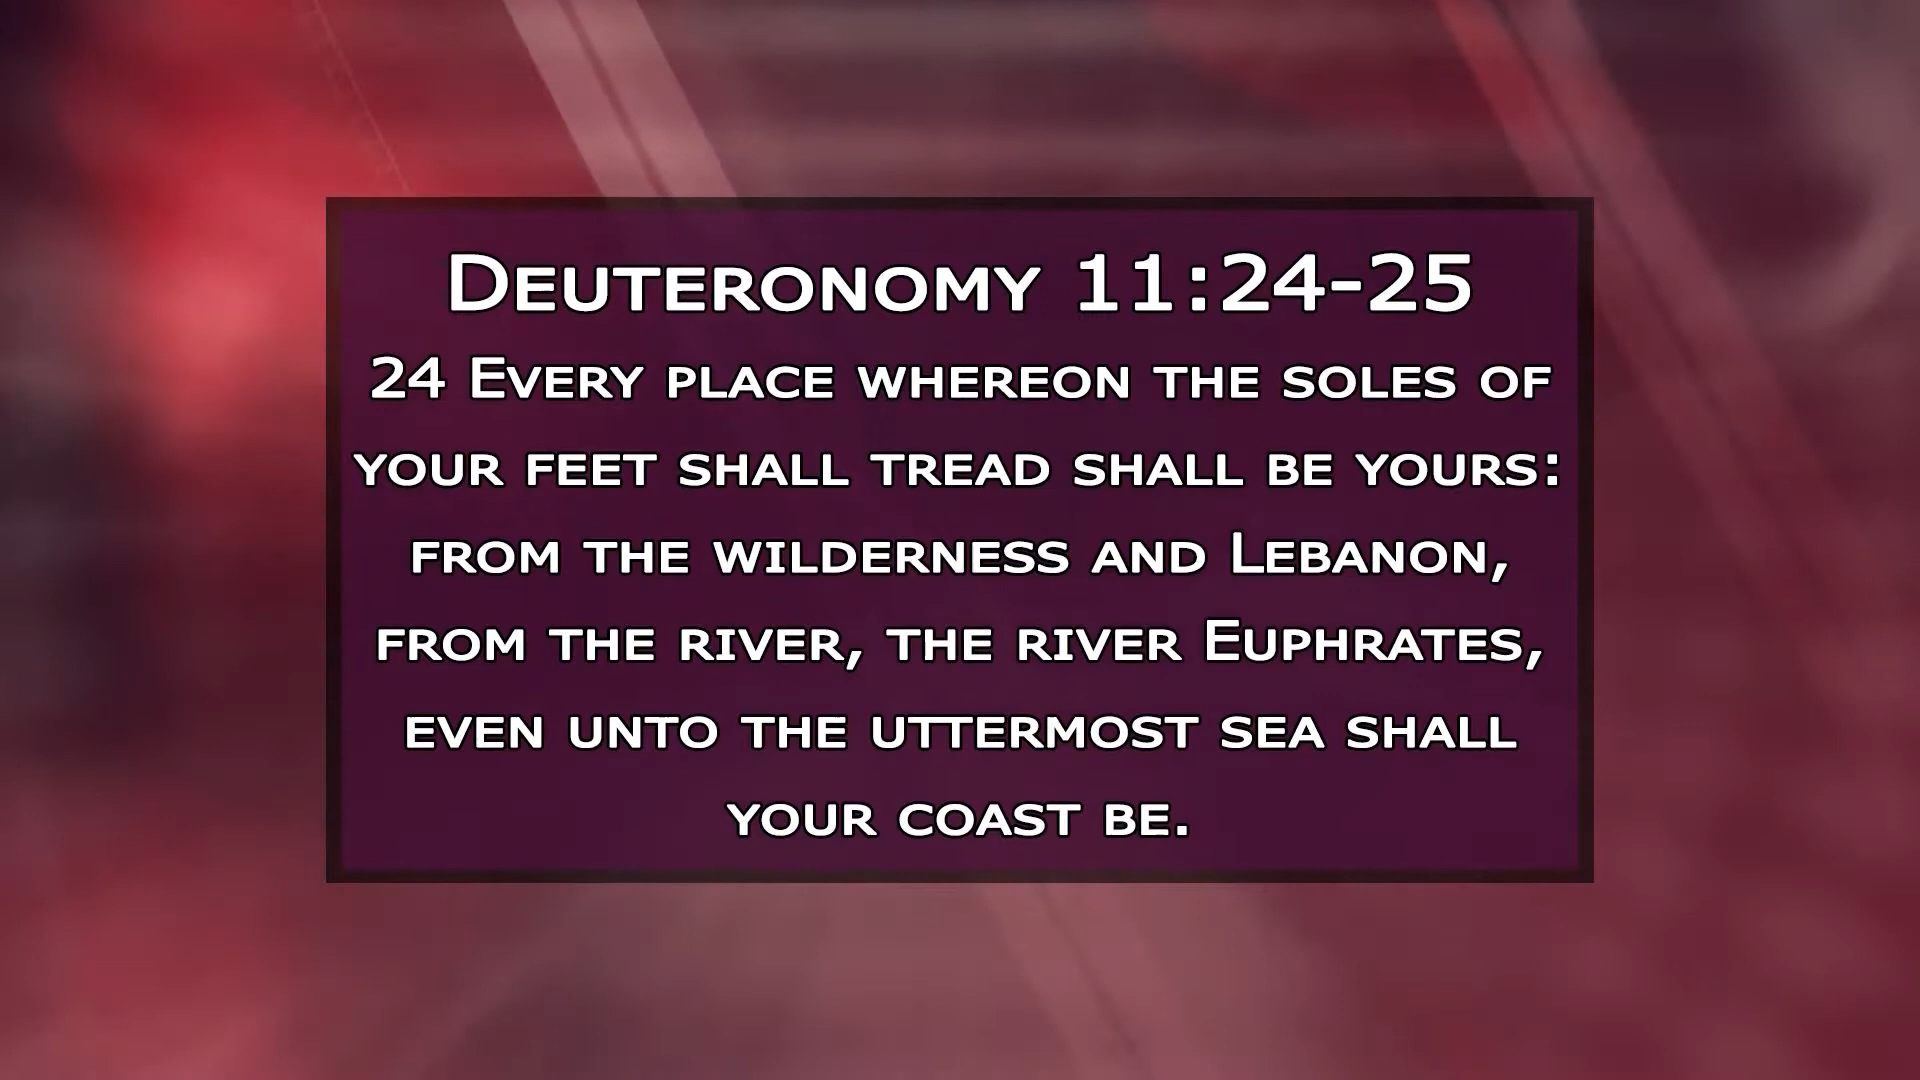 Deuteronomy 11:24-25
24 Every place whereon the soles of
your feet shall tread shall be yours:
from the wilderness and Lebanon,
from the river, the river Euphrates,
even unto the uttermost sea shall
your coast be.